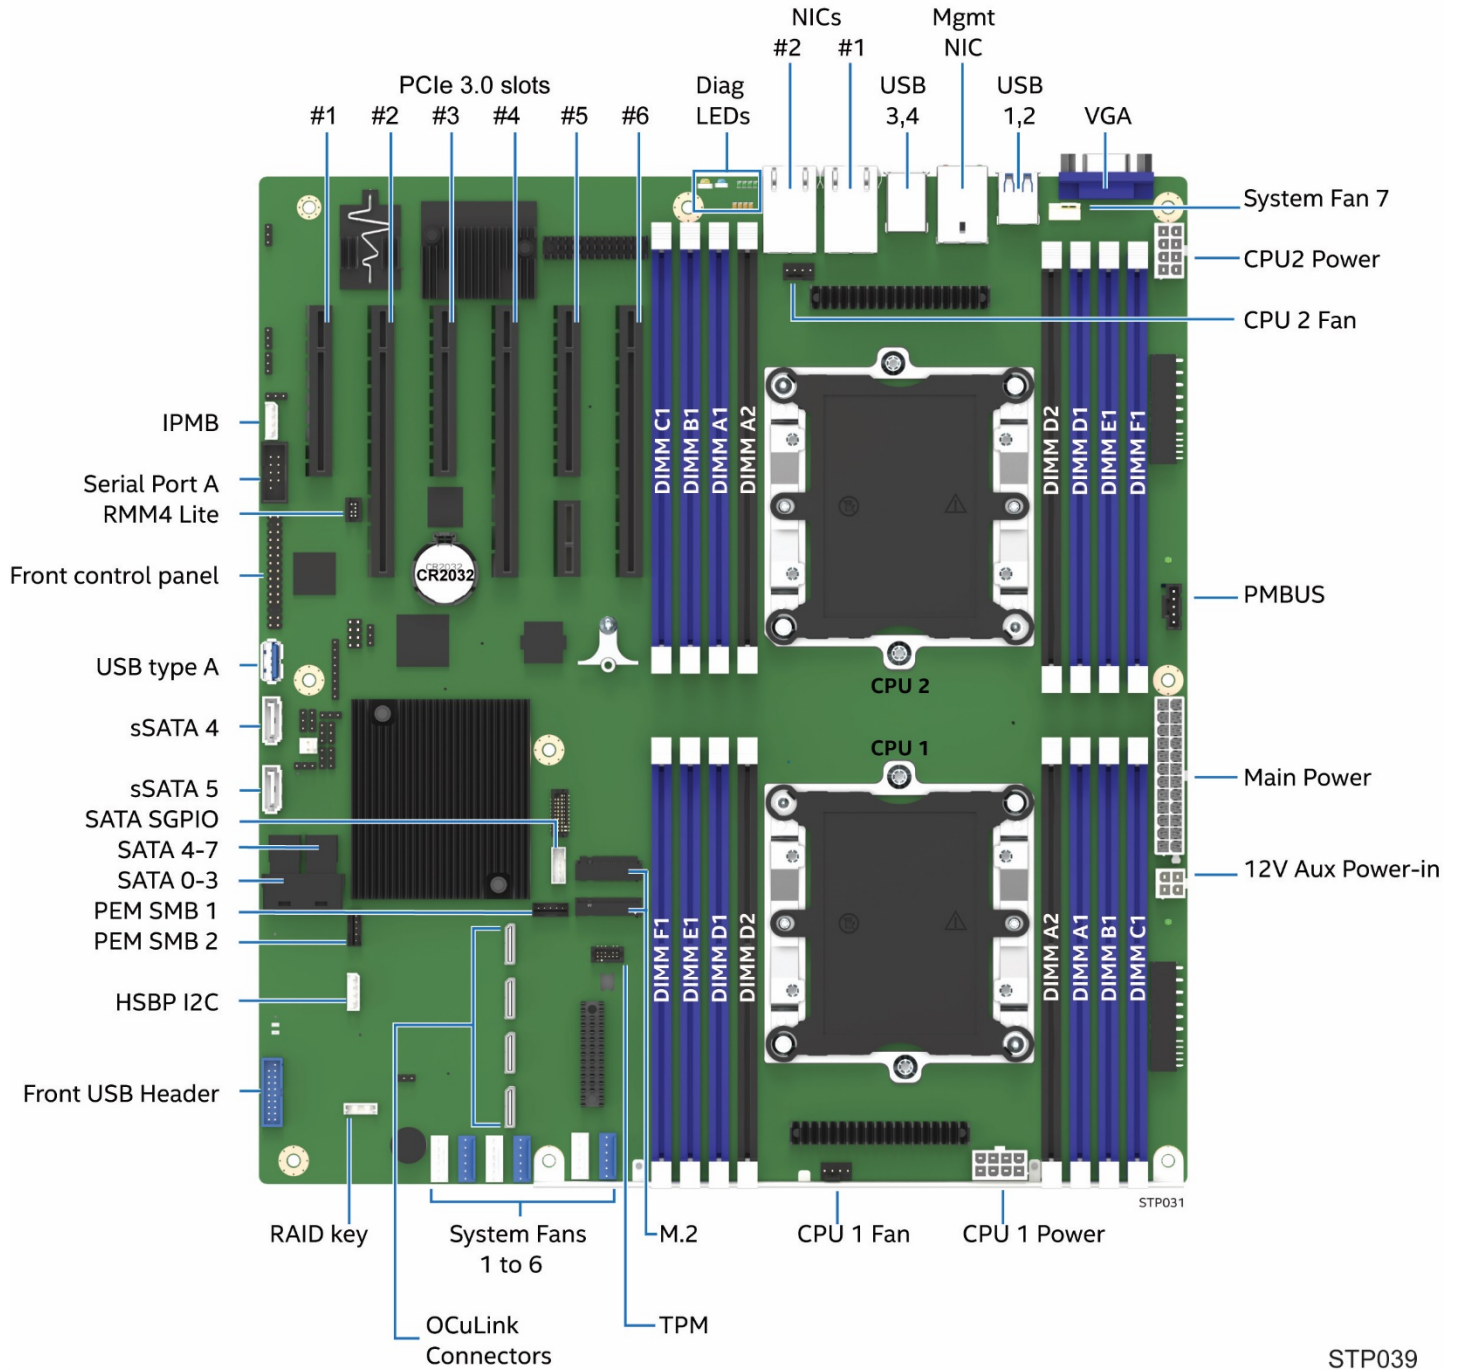 NICs
#2
#1
Mgmt
NIC
PCIe 3.0 slots
#1
#2
#3
#4
#5
#6
Diag
LEDs
USB
3,4
USB
1,2
VGA
System Fan 7
CPU2 Power
CPU 2 Fan
IPMB
Serial Port A
RMM4 Lite
Front control panel
USB type A
sSATA 4
sSATA 5
SATA SGPIO
SATA 4-7
SATA 0-3
PEM SMB 1
PEM SMB 2
HSBP I2C
Front USB Header
CR2032
CR2032
DIMM C1
DIMM B1
DIMM A1
DIMM A2
DIMM D2
DIMM D1
DIMM E1
DIMM F1
PMBUS
CPU 2
CPU 1
Main Power
12V Aux Power-in
DIMM F1
DIMM E1
DIMM D1
DIMM D2
DIMM A2
DIMM A1
DIMM B1
DIMM C1
STP031
RAID key
System Fans
1 to 6
M.2
CPU 1 Fan
CPU 1 Power
OCuLink
Connectors
TPM
STP039